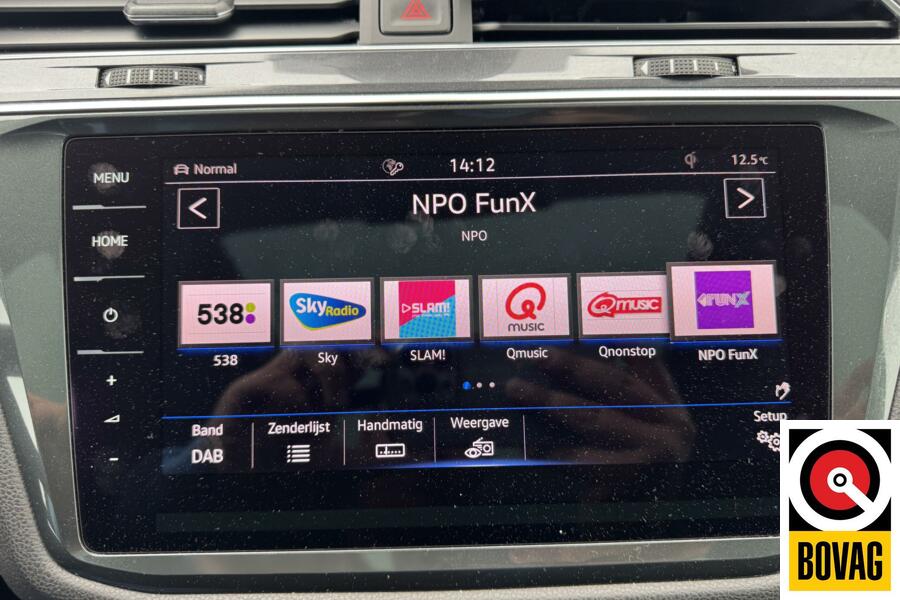 MENU
Normal
14:12
12.5°C
NPO FunX
HOME
NPO
538
Sky Radio
SLAM!
Q MUSIC
Q MUSIC
FUNX
538
Sky
SLAM!
Qmusic
Qnonstop
NPO FunX
Setup
Band
DAB
Zenderlijst
Handmatig
Weergave
BOVAG